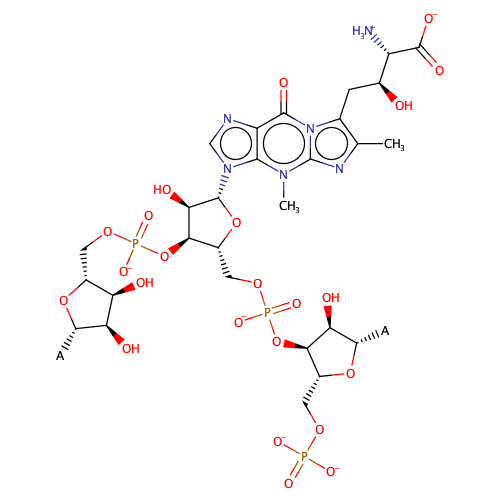 H₃N⁺ O⁻
O
O OH
N N CH₃
N N N
HO CH₃
O O
O P O
O⁻ O O
OH OH
O O⁻ P O
A OH O A
O
O
O⁻ P O⁻
O